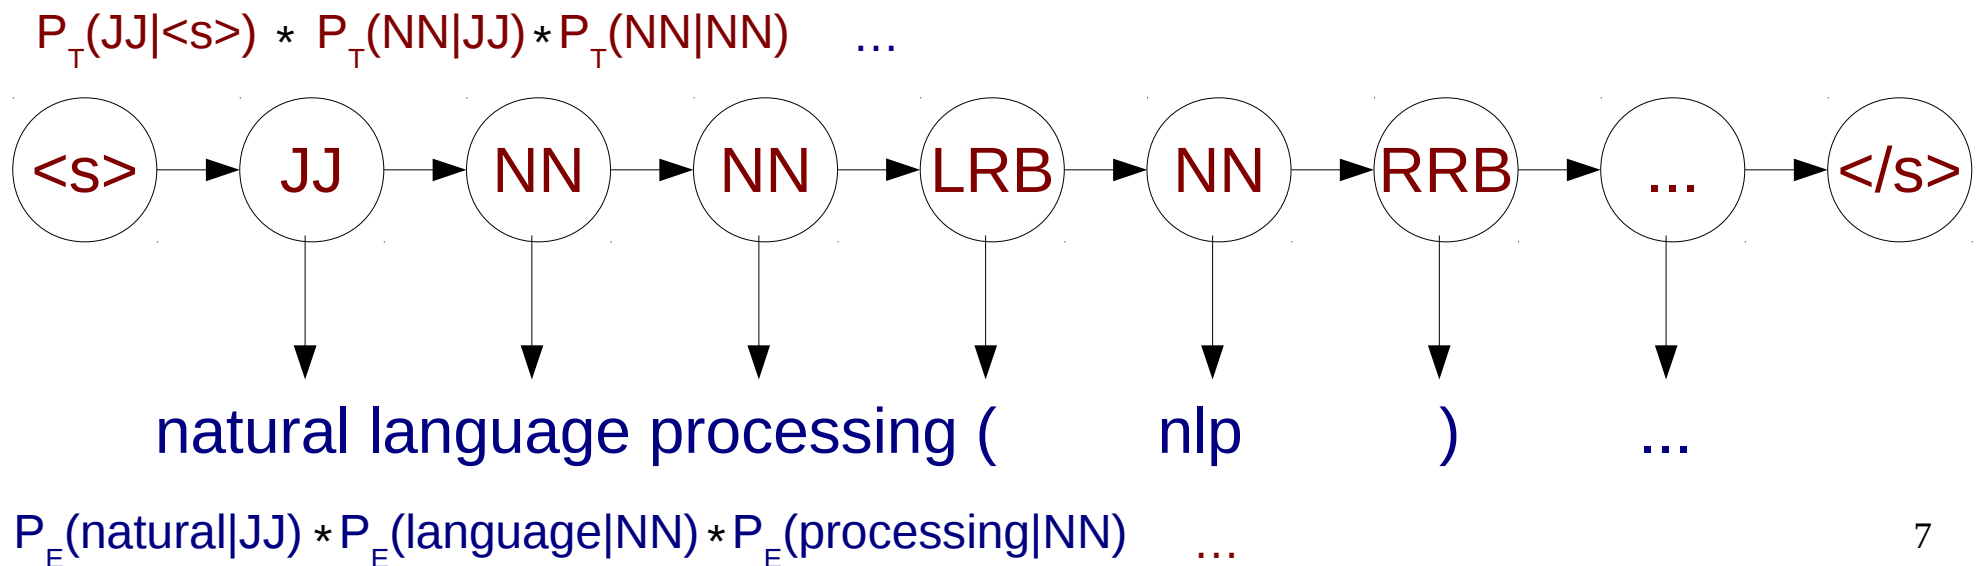 P_T(JJ|<s>) * P_T(NN|JJ) * P_T(NN|NN) ...
<s> JJ NN NN LRB NN RRB ... </s>
natural language processing ( nlp ) ...
P_E(natural|JJ) * P_E(language|NN) * P_E(processing|NN) ...
7